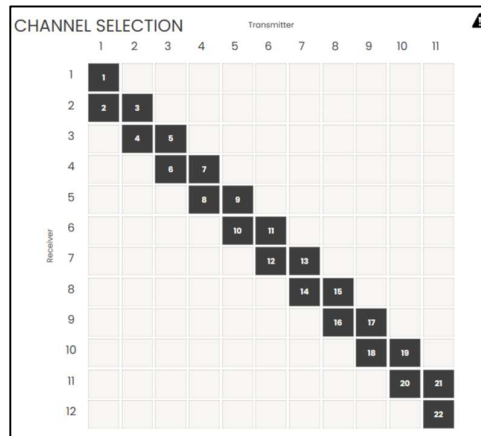 CHANNEL SELECTION
Transmitter
1 2 3 4 5 6 7 8 9 10 11
Receiver
1 1
2 2 3
3 4 5
4 6 7
5 8 9
6 10 11
7 12 13
8 14 15
9 16 17
10 18 19
11 20 21
12 22